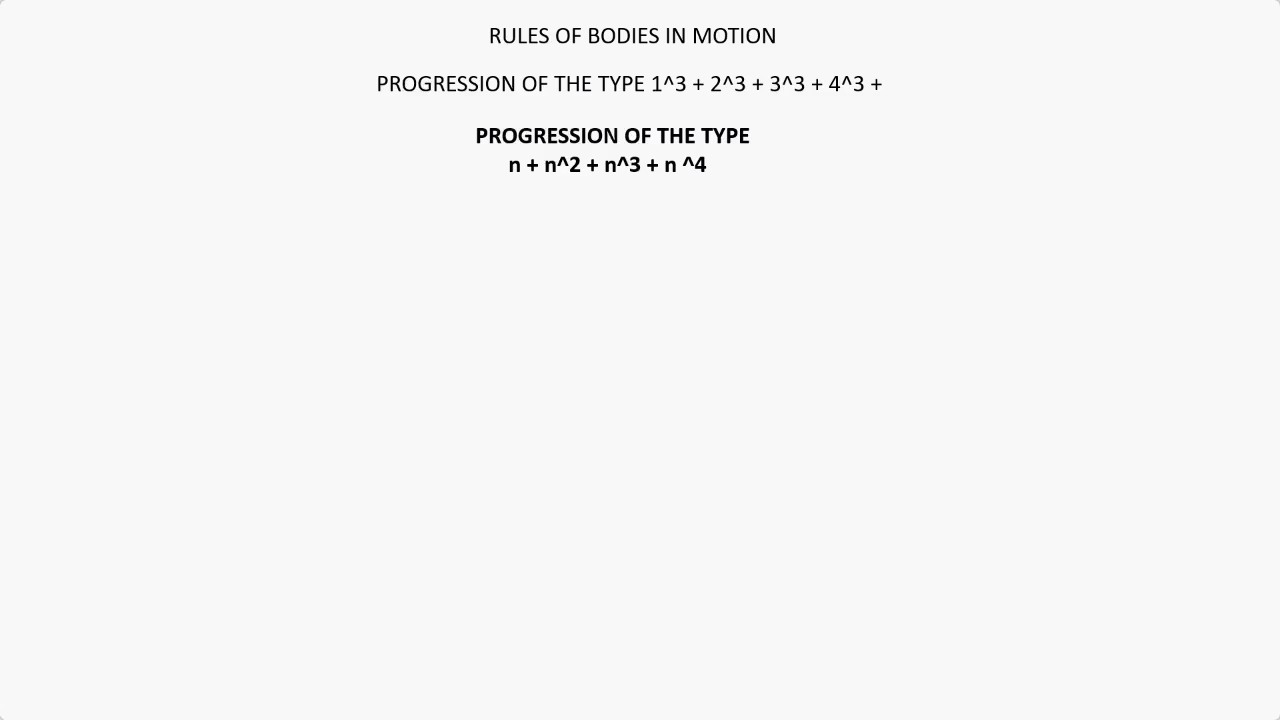 RULES OF BODIES IN MOTION
PROGRESSION OF THE TYPE 1^3 + 2^3 + 3^3 + 4^3 +
PROGRESSION OF THE TYPE
n + n^2 + n^3 + n ^4